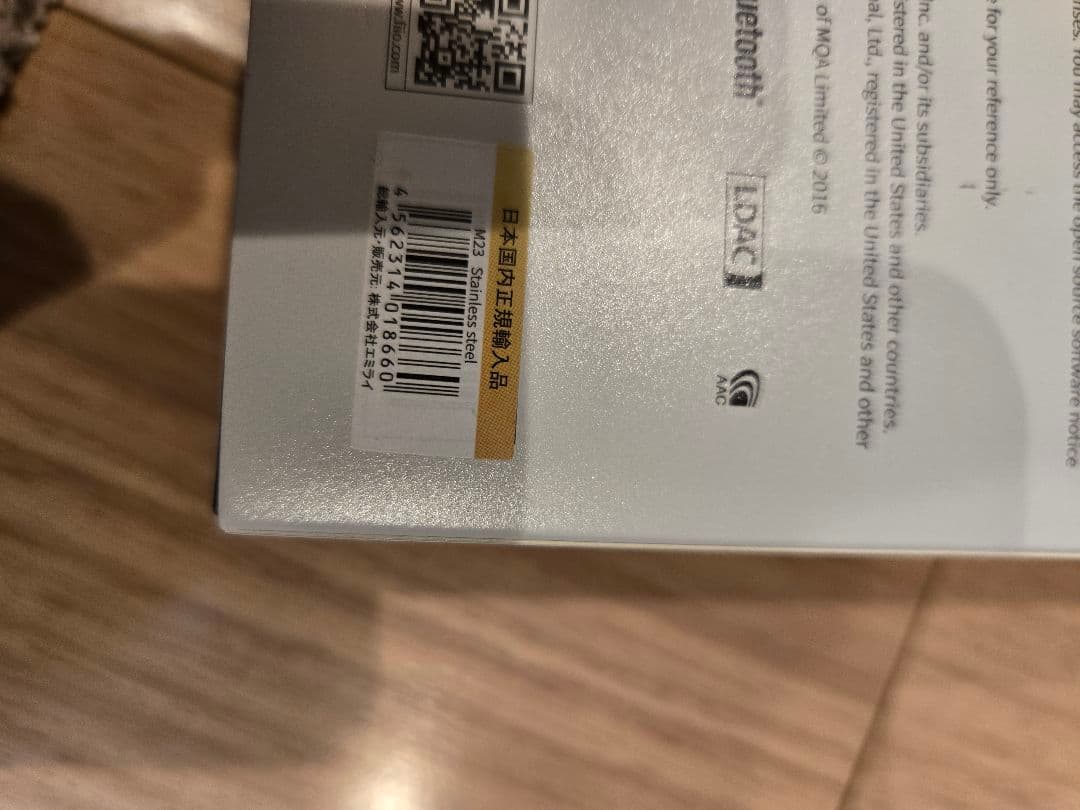 nses. You may access the open source software notice
for your reference only.
Inc. and/or its subsidiaries.
stered in the United States and other countries.
al, Ltd., registered in the United States and other
of MQA Limited © 2016
uetooth®
LDAC
AAC
日本国内正規輸入品
M23 Stainless steel
4 562314 018660
総輸入元・販売元: 株式会社エミライ